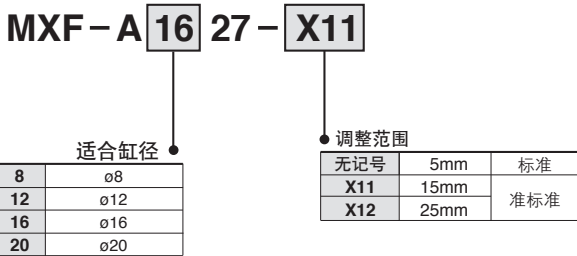 MXF-A 16 27- X11
适合缸径
8 ø8
12 ø12
16 ø16
20 ø20
调整范围
无记号 5mm 标准
X11 15mm 准标准
X12 25mm